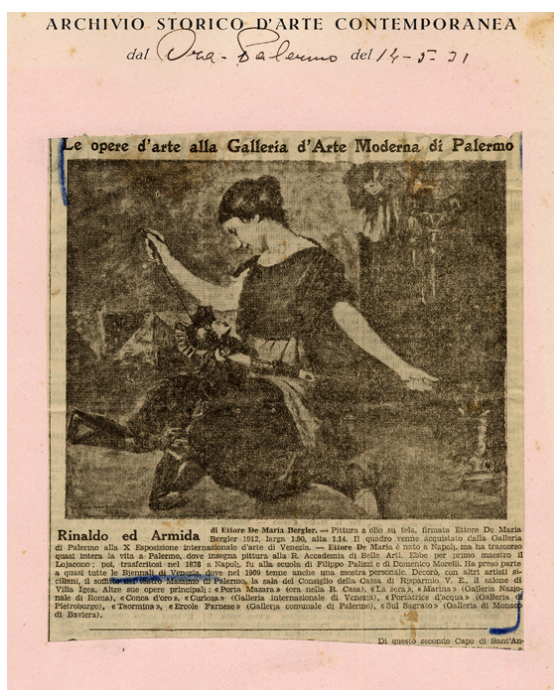 ARCHIVIO STORICO D'ARTE CONTEMPORANEA
dal Ora - Palermo del 14-5-31
Le opere d'arte alla Galleria d'Arte Moderna di Palermo
Rinaldo ed Armida di Ettore De Maria Bergler. — Pittura a olio su tela, firmata Ettore De Maria
Bergler 1912, larga 1.90, alta 1.14. Il quadro venne acquistato dalla Galleria
di Palermo alla X Esposizione internazionale d'arte di Venezia. — Ettore De Maria è nato a Napoli, ma ha trascorso
quasi intera la vita a Palermo, dove insegna pittura alla R. Accademia di Belle Arti. Ebbe per primo maestro il
Lojacono; poi, trasferitosi nel 1878 a Napoli, fu alla scuola di Filippo Palizzi e di Domenico Morelli. Ha preso parte
a quasi tutte le Biennali di Venezia, dove nel 1909 tenne anche una mostra personale. Decorò, con altri artisti si-
ciliani, il soffitto del Teatro Massimo di Palermo, la sala del Consiglio della Cassa di Risparmio V. E., il salone di
Villa Igea. Altre sue opere principali: «Porta Mazara» (ora nella R. Casa), «La sera», «Marina» (Galleria Nazio-
nale di Roma), «Conca d'oro», «Curiosa» (Galleria internazionale di Venezia), «Portatrice d'acqua» (Galleria di
Pietroburgo), «Taormina», «Ercole Farnese» (Galleria comunale di Palermo), «Sul Sagrato» (Galleria di Monaco
di Baviera).
Di questo secondo Capo di Sant'An-